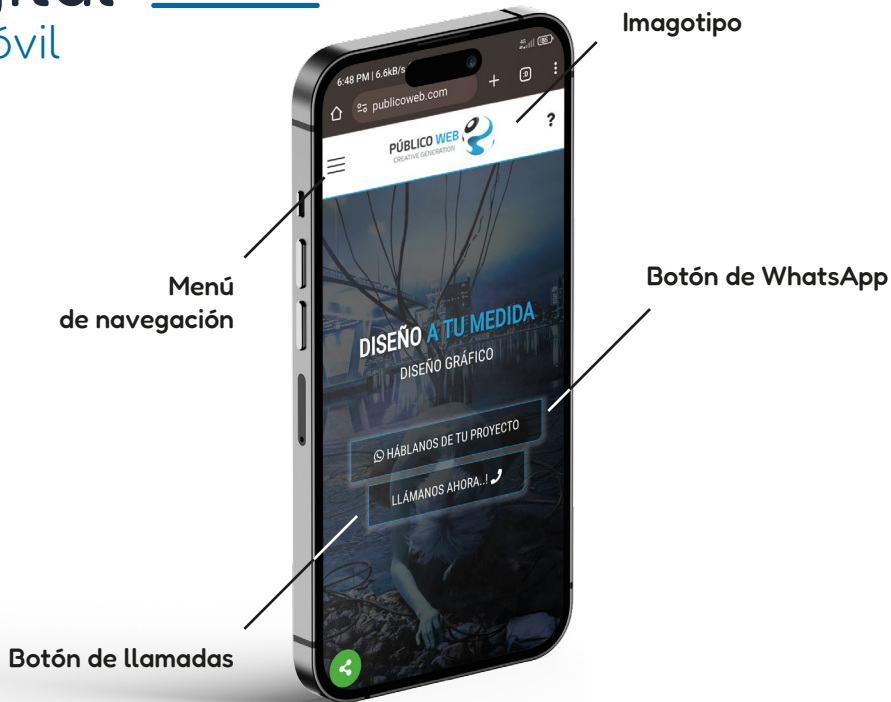 óvil
Imagotipo
6:48 PM | 6.6kB/s
4G
publicoweb.com
PÚBLICO WEB
CREATIVE GENERATION
?
Menú
de navegación
Botón de WhatsApp
DISEÑO A TU MEDIDA
DISEÑO GRÁFICO
HÁBLANOS DE TU PROYECTO
LLÁMANOS AHORA..!
Botón de llamadas